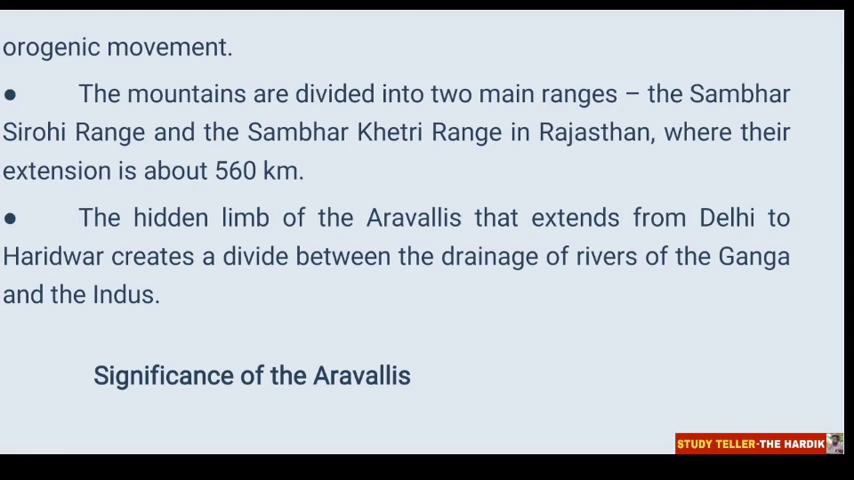 orogenic movement.
● The mountains are divided into two main ranges – the Sambhar
Sirohi Range and the Sambhar Khetri Range in Rajasthan, where their
extension is about 560 km.
● The hidden limb of the Aravallis that extends from Delhi to
Haridwar creates a divide between the drainage of rivers of the Ganga
and the Indus.
Significance of the Aravallis
STUDY TELLER-THE HARDIK